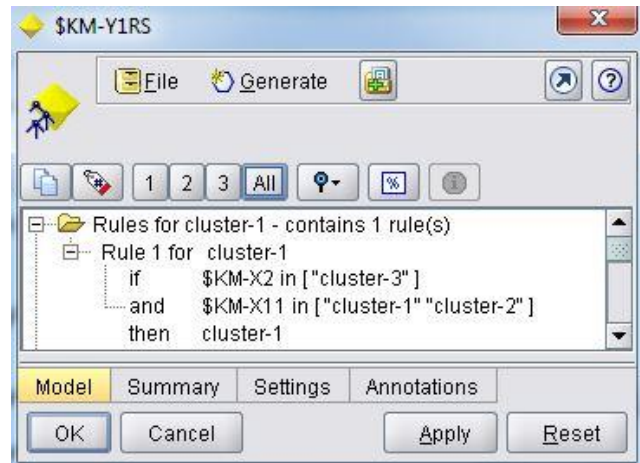 $KM-Y1RS
File Generate
1 2 3 All %
Rules for cluster-1 - contains 1 rule(s)
Rule 1 for cluster-1
if $KM-X2 in ["cluster-3" ]
and $KM-X11 in ["cluster-1" "cluster-2" ]
then cluster-1
Model Summary Settings Annotations
OK Cancel Apply Reset